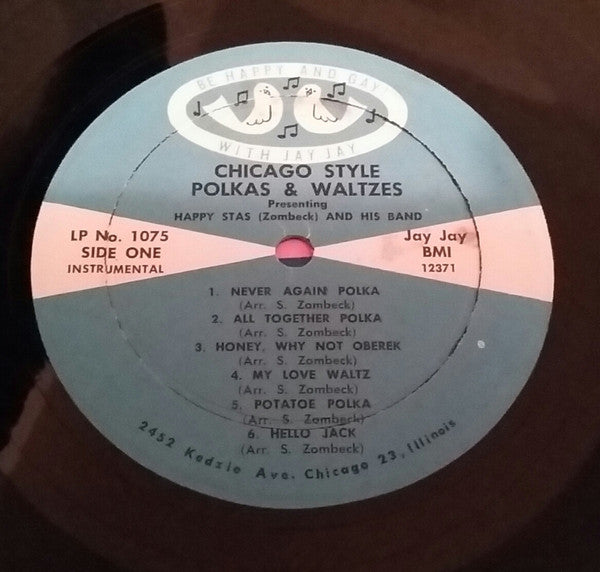 BE HAPPY AND GAY
WITH JAY JAY
CHICAGO STYLE
POLKAS & WALTZES
Presenting
HAPPY STAS (Zombeck) AND HIS BAND
LP No. 1075
SIDE ONE
INSTRUMENTAL
Jay Jay
BMI
12371
1. NEVER AGAIN POLKA
(Arr. S. Zombeck)
2. ALL TOGETHER POLKA
(Arr. S. Zombeck)
3. HONEY, WHY NOT OBEREK
(Arr. S. Zombeck)
4. MY LOVE WALTZ
(Arr. S. Zombeck)
5. POTATOE POLKA
(Arr. S. Zombeck)
6. HELLO JACK
(Arr. S. Zombeck)
2452 Kedzie Ave. Chicago 23, Illinois